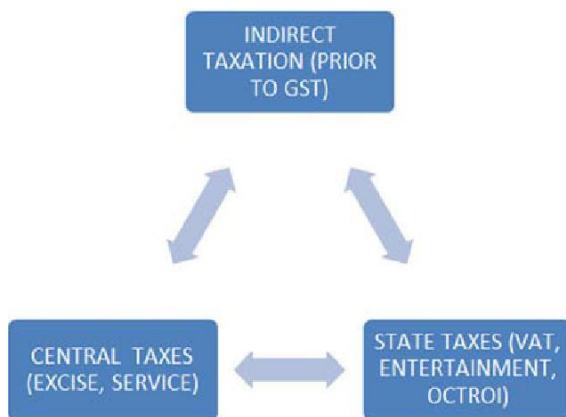 INDIRECT
TAXATION (PRIOR
TO GST)
CENTRAL TAXES
(EXCISE, SERVICE)
STATE TAXES (VAT,
ENTERTAINMENT,
OCTROI)